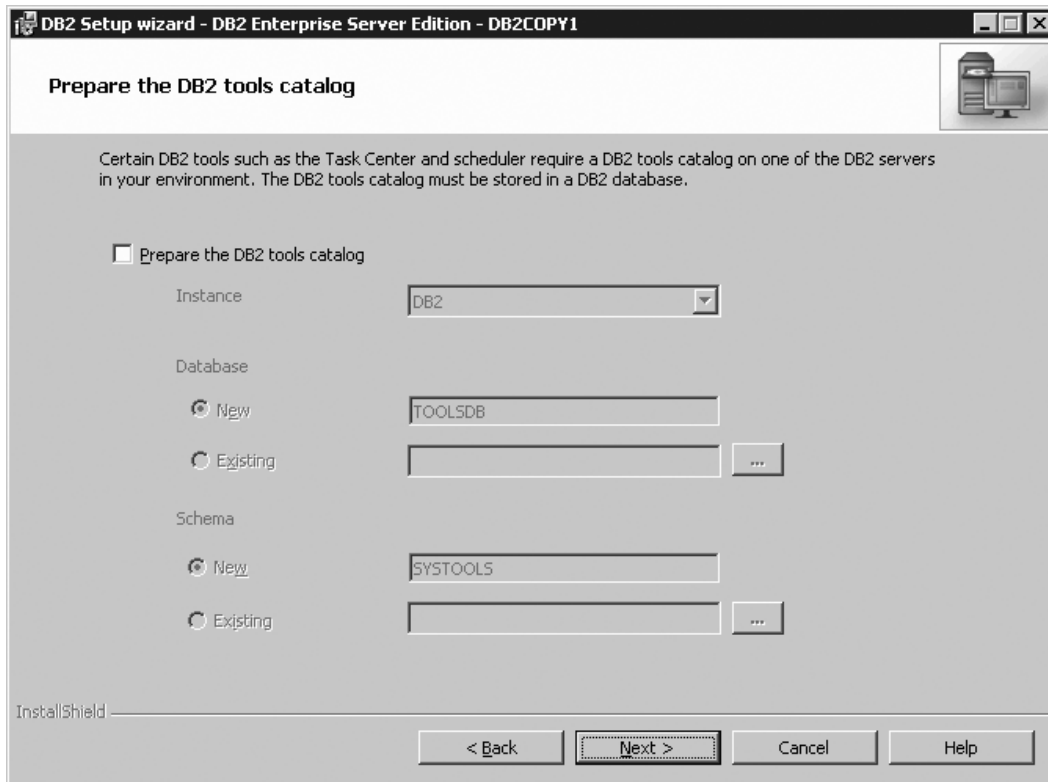 DB2 Setup wizard - DB2 Enterprise Server Edition - DB2COPY1
Prepare the DB2 tools catalog
Certain DB2 tools such as the Task Center and scheduler require a DB2 tools catalog on one of the DB2 servers
in your environment. The DB2 tools catalog must be stored in a DB2 database.
Prepare the DB2 tools catalog
Instance DB2
Database
New TOOLSDB
Existing ...
Schema
New SYSTOOLS
Existing ...
InstallShield
< Back Next > Cancel Help